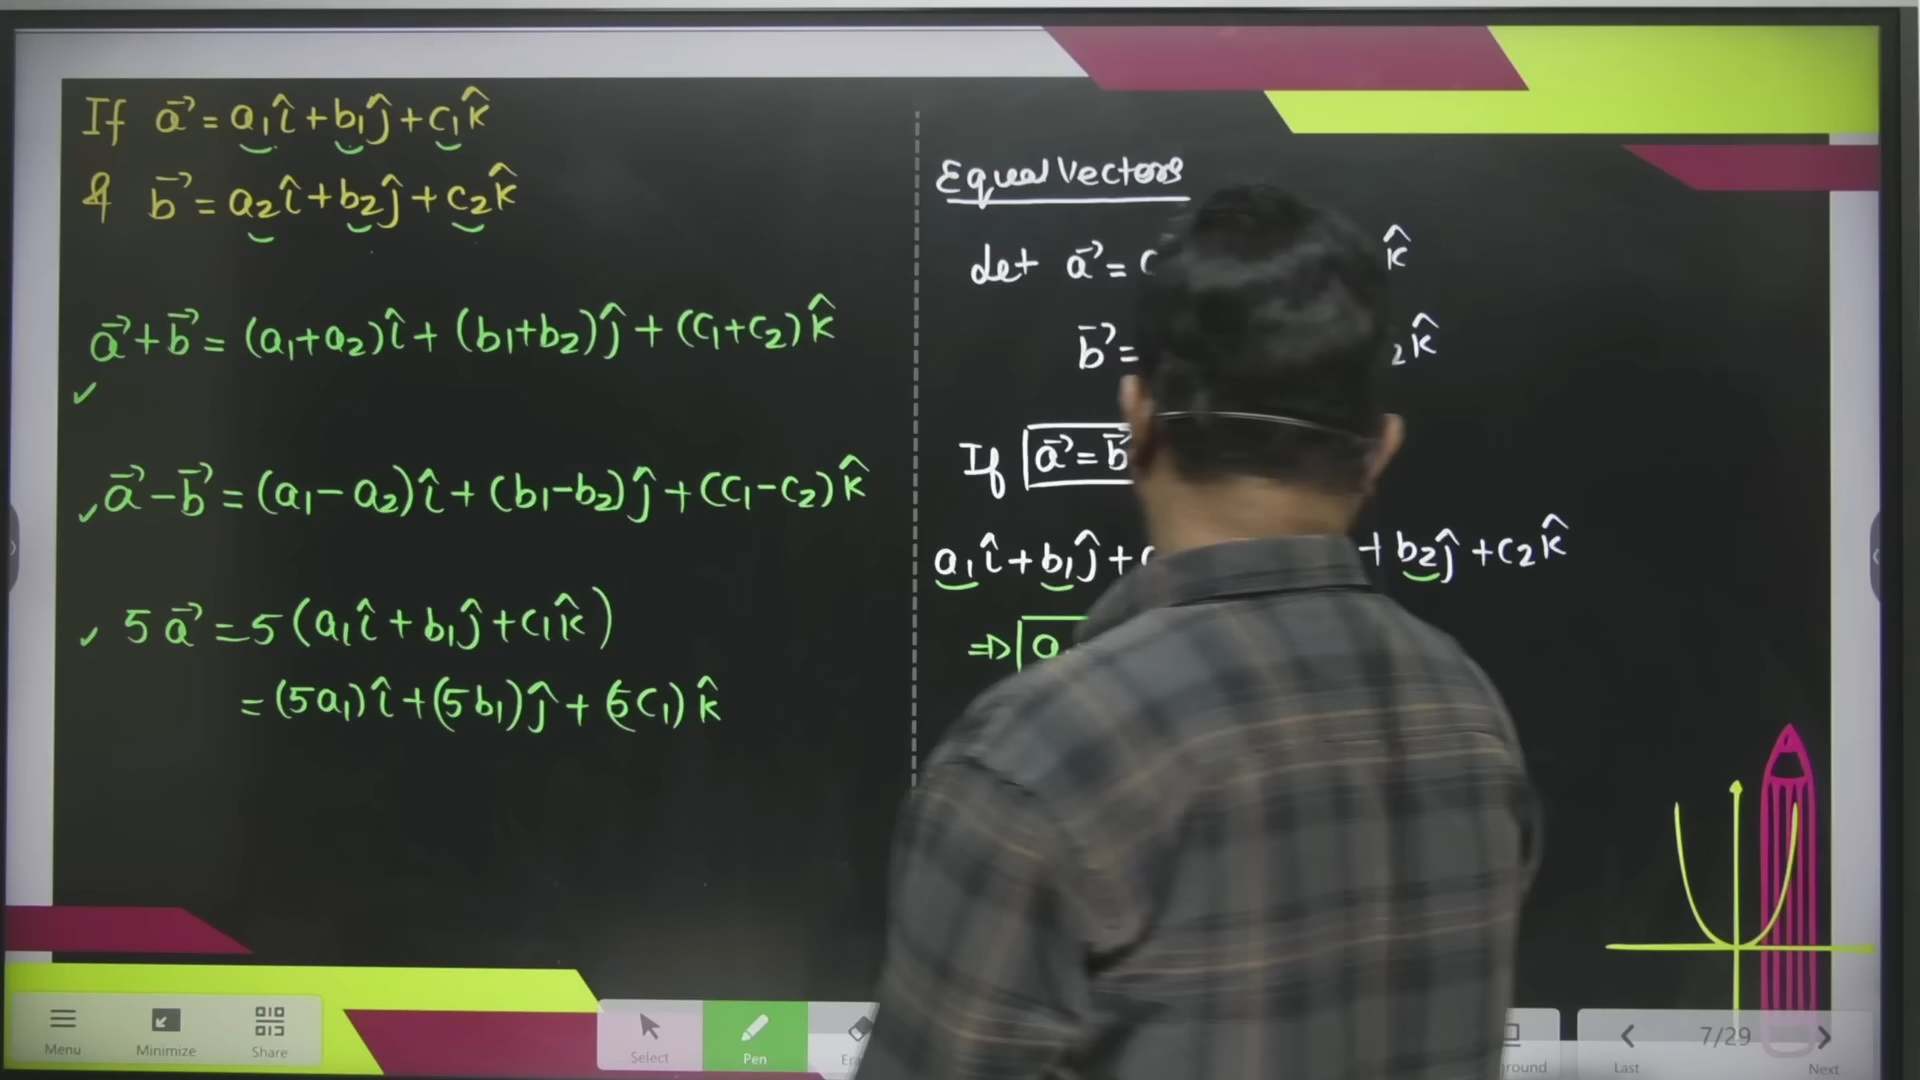 If a⃗ = a₁î + b₁ĵ + c₁k̂
& b⃗ = a₂î + b₂ĵ + c₂k̂
a⃗ + b⃗ = (a₁+a₂)î + (b₁+b₂)ĵ + (c₁+c₂)k̂
✓
✓ a⃗ − b⃗ = (a₁−a₂)î + (b₁−b₂)ĵ + (c₁−c₂)k̂
✓ 5a⃗ = 5(a₁î + b₁ĵ + c₁k̂)
= (5a₁)î + (5b₁)ĵ + (5c₁)k̂
Equal Vectors
Let a⃗ = k̂
b⃗ = ₂k̂
If a⃗ = b⃗
a₁î + b₁ĵ + + b₂ĵ + c₂k̂
⇒ a
Menu Minimize Share
Select Pen
Last 7/29 Next